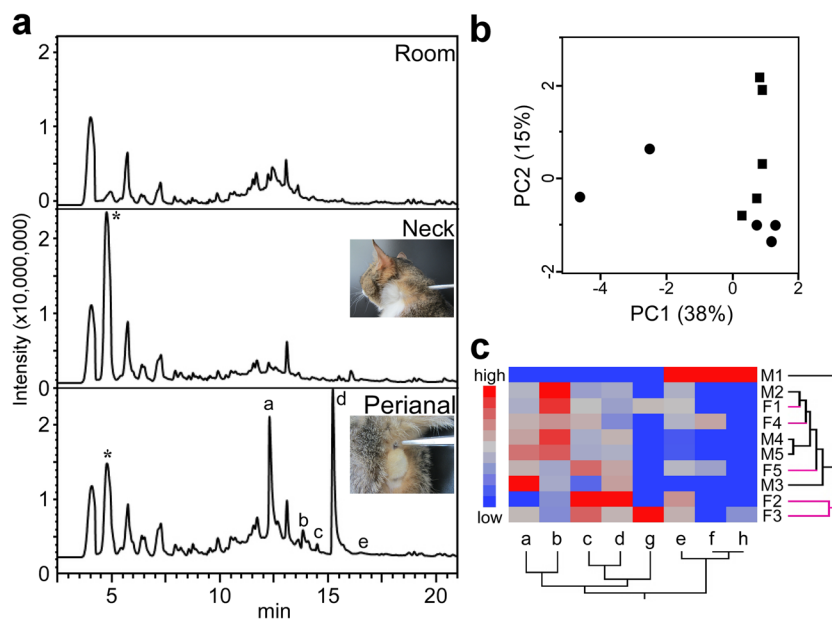 a
Room
2
1
0
Neck
*
2
1
0
Perianal
*
a
d
b
c
e
2
1
0
Intensity (x10,000,000)
5 10 15 20
min
b
2
0
-2
PC2 (15%)
-4 -2 0 2
PC1 (38%)
c
high
low
M1
M2
F1
F4
M4
M5
F5
M3
F2
F3
a b c d g e f h